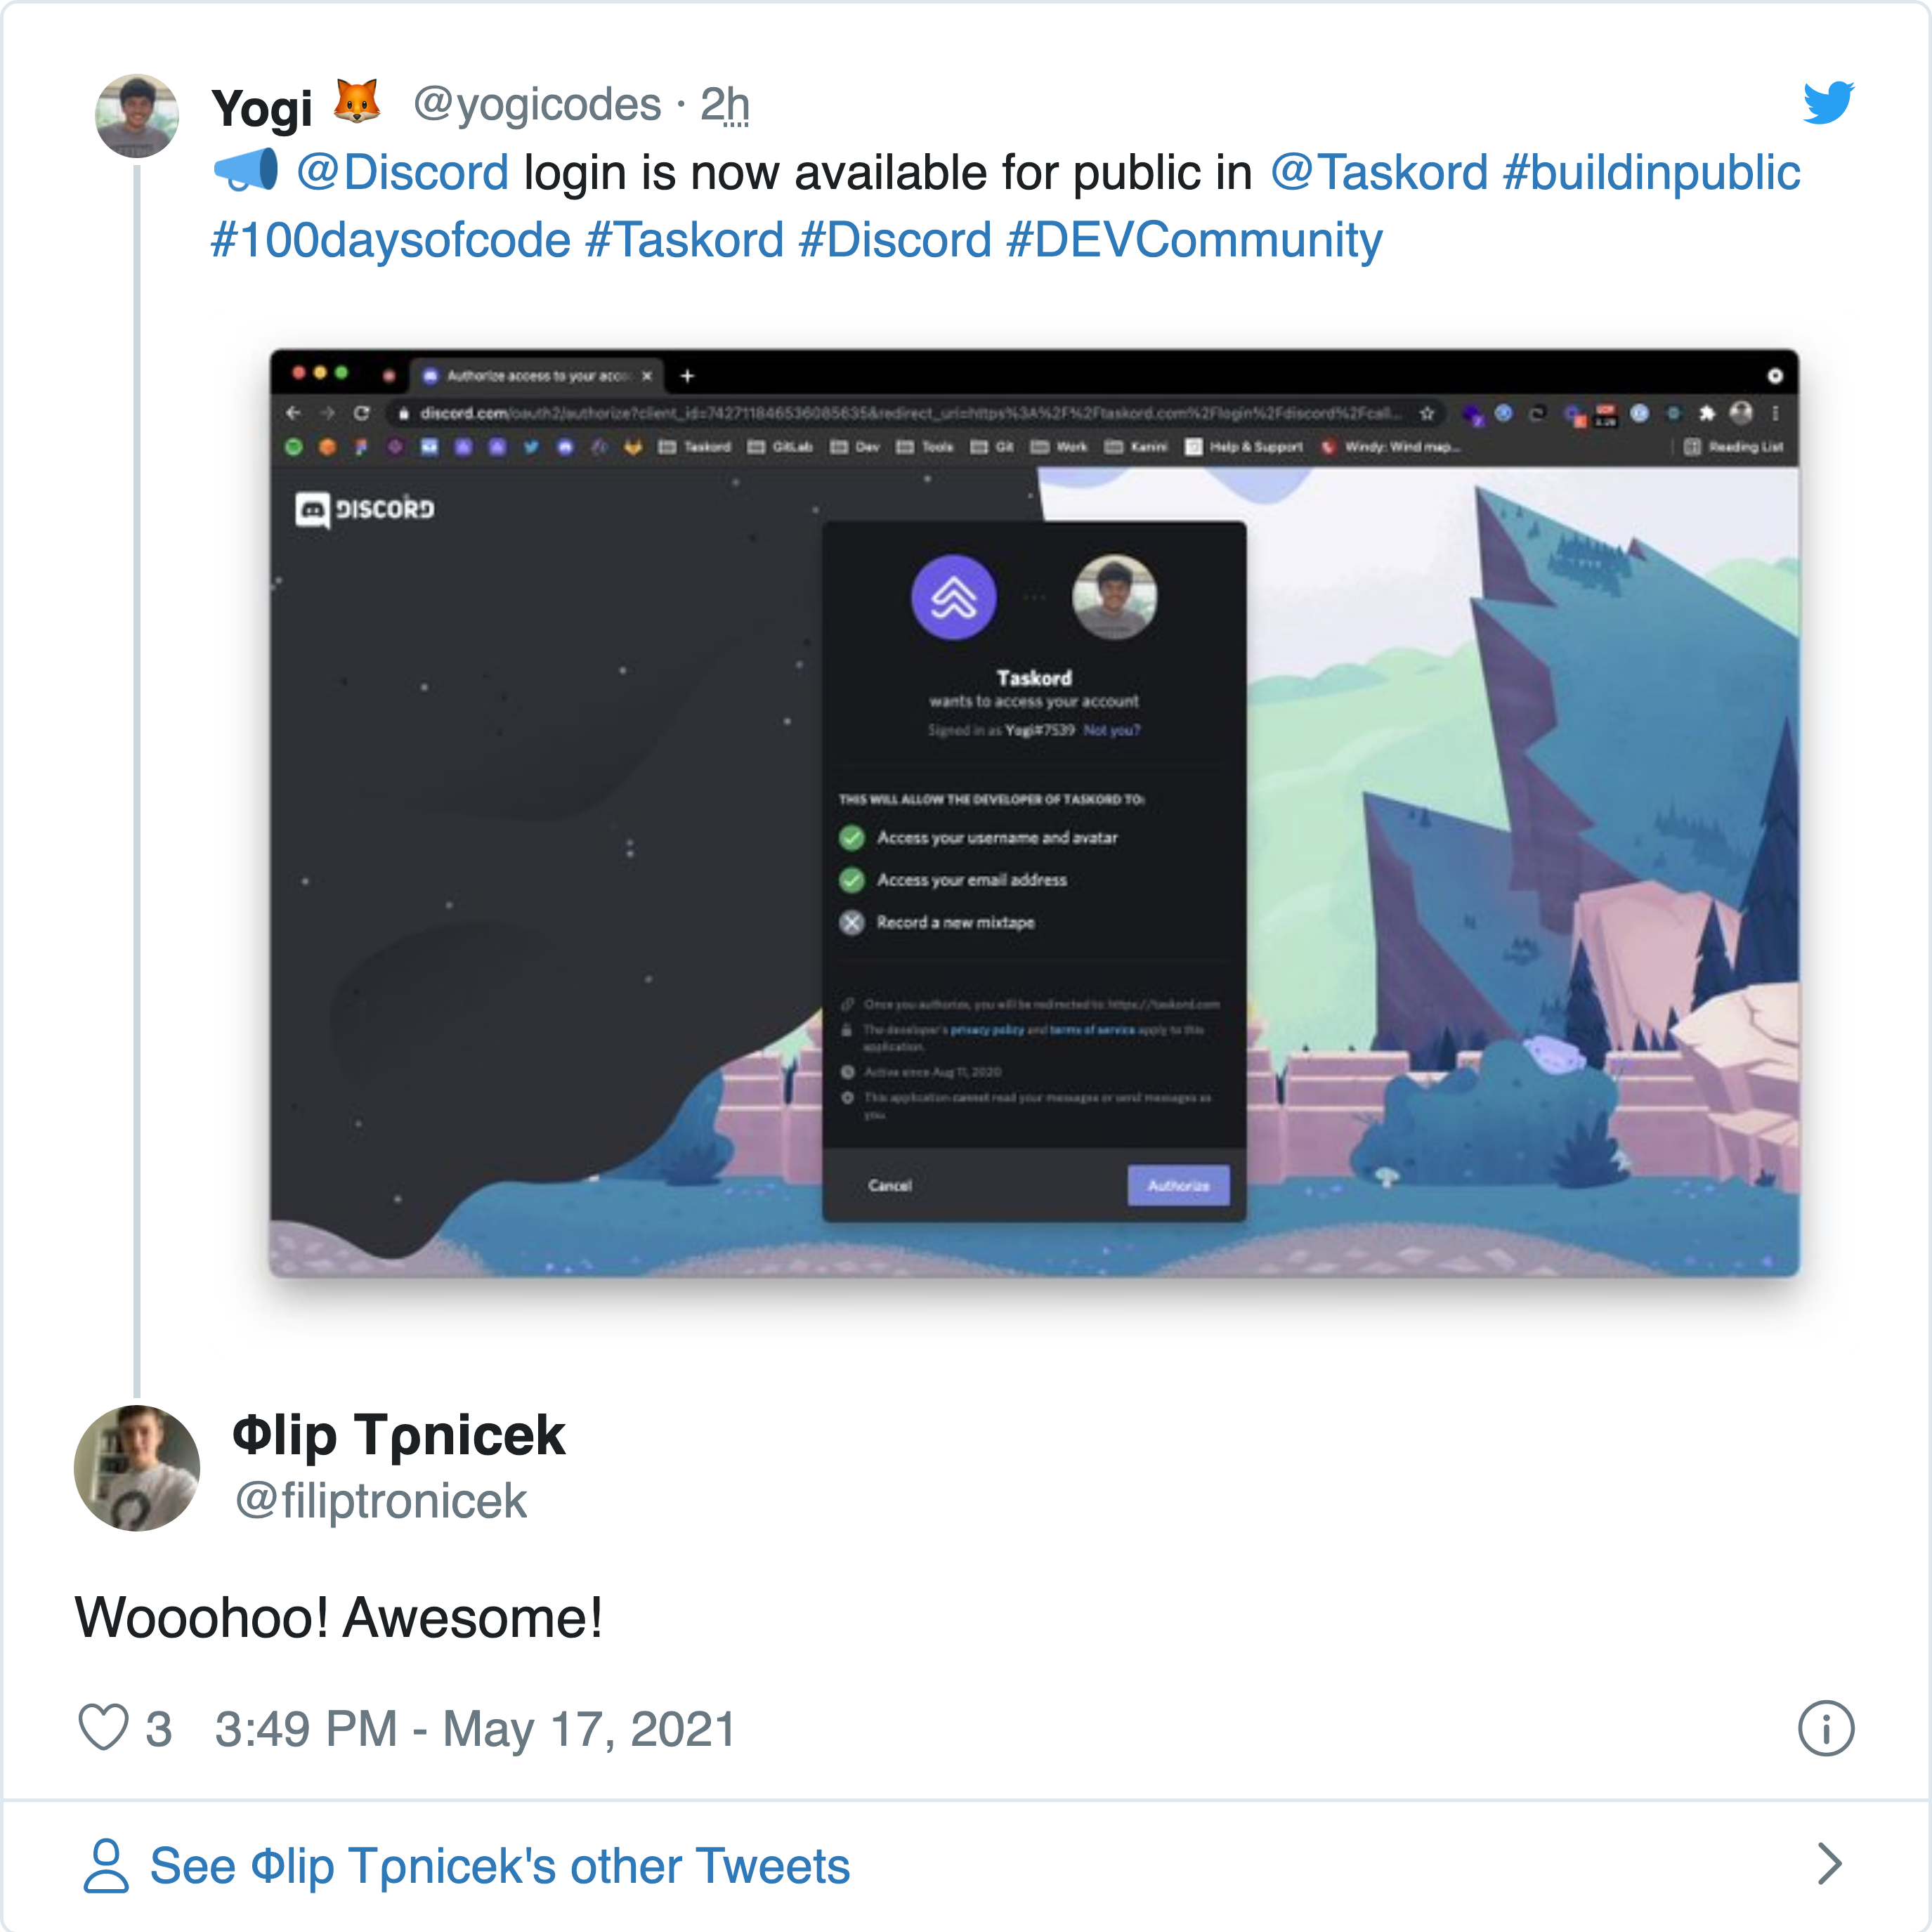 Yogi 🦊 @yogicodes · 2h
📣 @Discord login is now available for public in @Taskord #buildinpublic
#100daysofcode #Taskord #Discord #DEVCommunity
Authorize access to your acco
discord.com/oauth2/authorize?client_id=742711846536085635&redirect_uri=https%3A%2F%2Ftaskord.com%2Flogin%2Fdiscord%2Fcall...
Taskord GitLab Dev Tools Git Work Kanini Help & Support Windy: Wind map... Reading List
DISCORD
Taskord
wants to access your account
Signed in as Yogi#7539 Not you?
THIS WILL ALLOW THE DEVELOPER OF TASKORD TO:
Access your username and avatar
Access your email address
Record a new mixtape
Once you authorize, you will be redirected to: https://taskord.com
The developer's privacy policy and terms of service apply to this
application.
Active since Aug 11, 2020
This application cannot read your messages or send messages as
you.
Cancel Authorize
Φlip Tρnicek
@filiptronicek
Wooohoo! Awesome!
3 3:49 PM - May 17, 2021
See Φlip Tρnicek's other Tweets